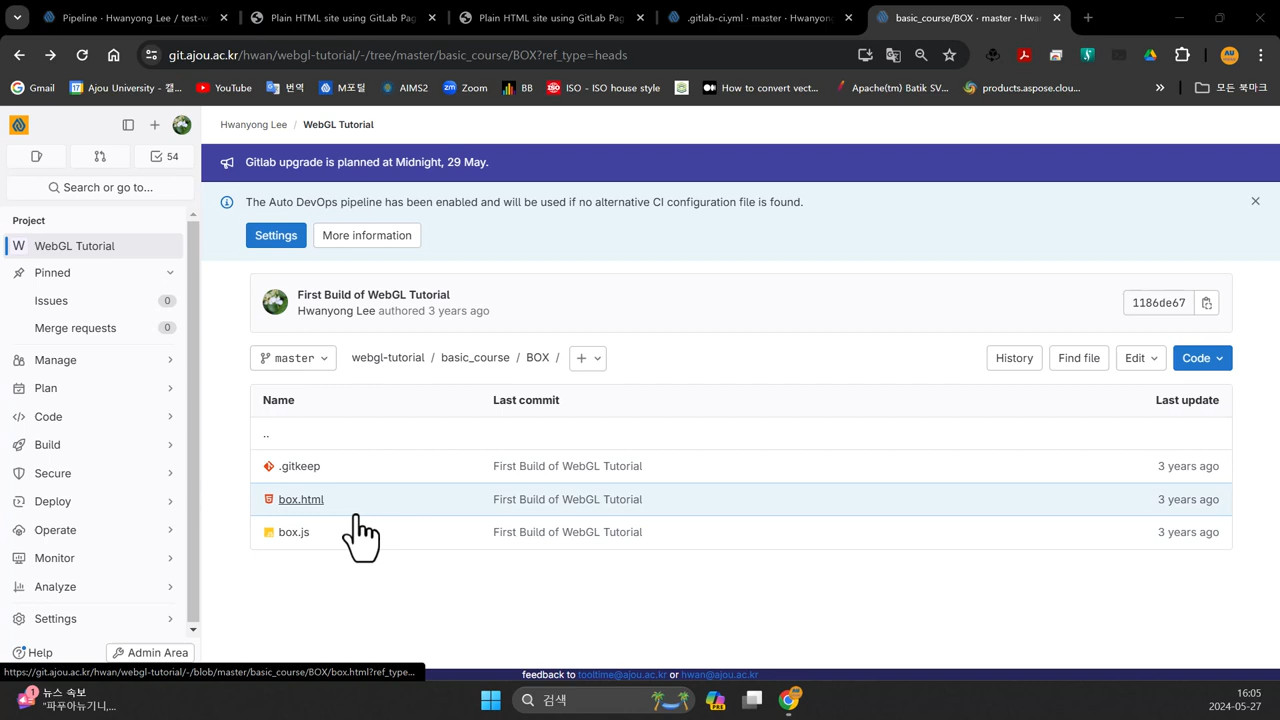 Pipeline · Hwanyong Lee / test-w
Plain HTML site using GitLab Pag
Plain HTML site using GitLab Pag
.gitlab-ci.yml · master · Hwanyon
basic_course/BOX · master · Hwan
git.ajou.ac.kr/hwan/webgl-tutorial/-/tree/master/basic_course/BOX?ref_type=heads
Gmail
Ajou University - 캘...
YouTube
번역
M포털
AIMS2
Zoom
BB
ISO - ISO house style
How to convert vect...
Apache(tm) Batik SV...
products.aspose.clou...
모든 북마크
Hwanyong Lee / WebGL Tutorial
54
Gitlab upgrade is planned at Midnight, 29 May.
Search or go to...
The Auto DevOps pipeline has been enabled and will be used if no alternative CI configuration file is found.
Settings
More information
Project
W WebGL Tutorial
Pinned
Issues 0
Merge requests 0
Manage
Plan
Code
Build
Secure
Deploy
Operate
Monitor
Analyze
Settings
Help
Admin Area
First Build of WebGL Tutorial
Hwanyong Lee authored 3 years ago
1186de67
master
webgl-tutorial / basic_course / BOX /
History
Find file
Edit
Code
Name Last commit Last update
..
.gitkeep First Build of WebGL Tutorial 3 years ago
box.html First Build of WebGL Tutorial 3 years ago
box.js First Build of WebGL Tutorial 3 years ago
https://git.ajou.ac.kr/hwan/webgl-tutorial/-/blob/master/basic_course/BOX/box.html?ref_type...
feedback to tooltime@ajou.ac.kr or hwan@ajou.ac.kr
1
뉴스 속보
"파푸아뉴기니,...
검색
PRE
16:05
2024-05-27